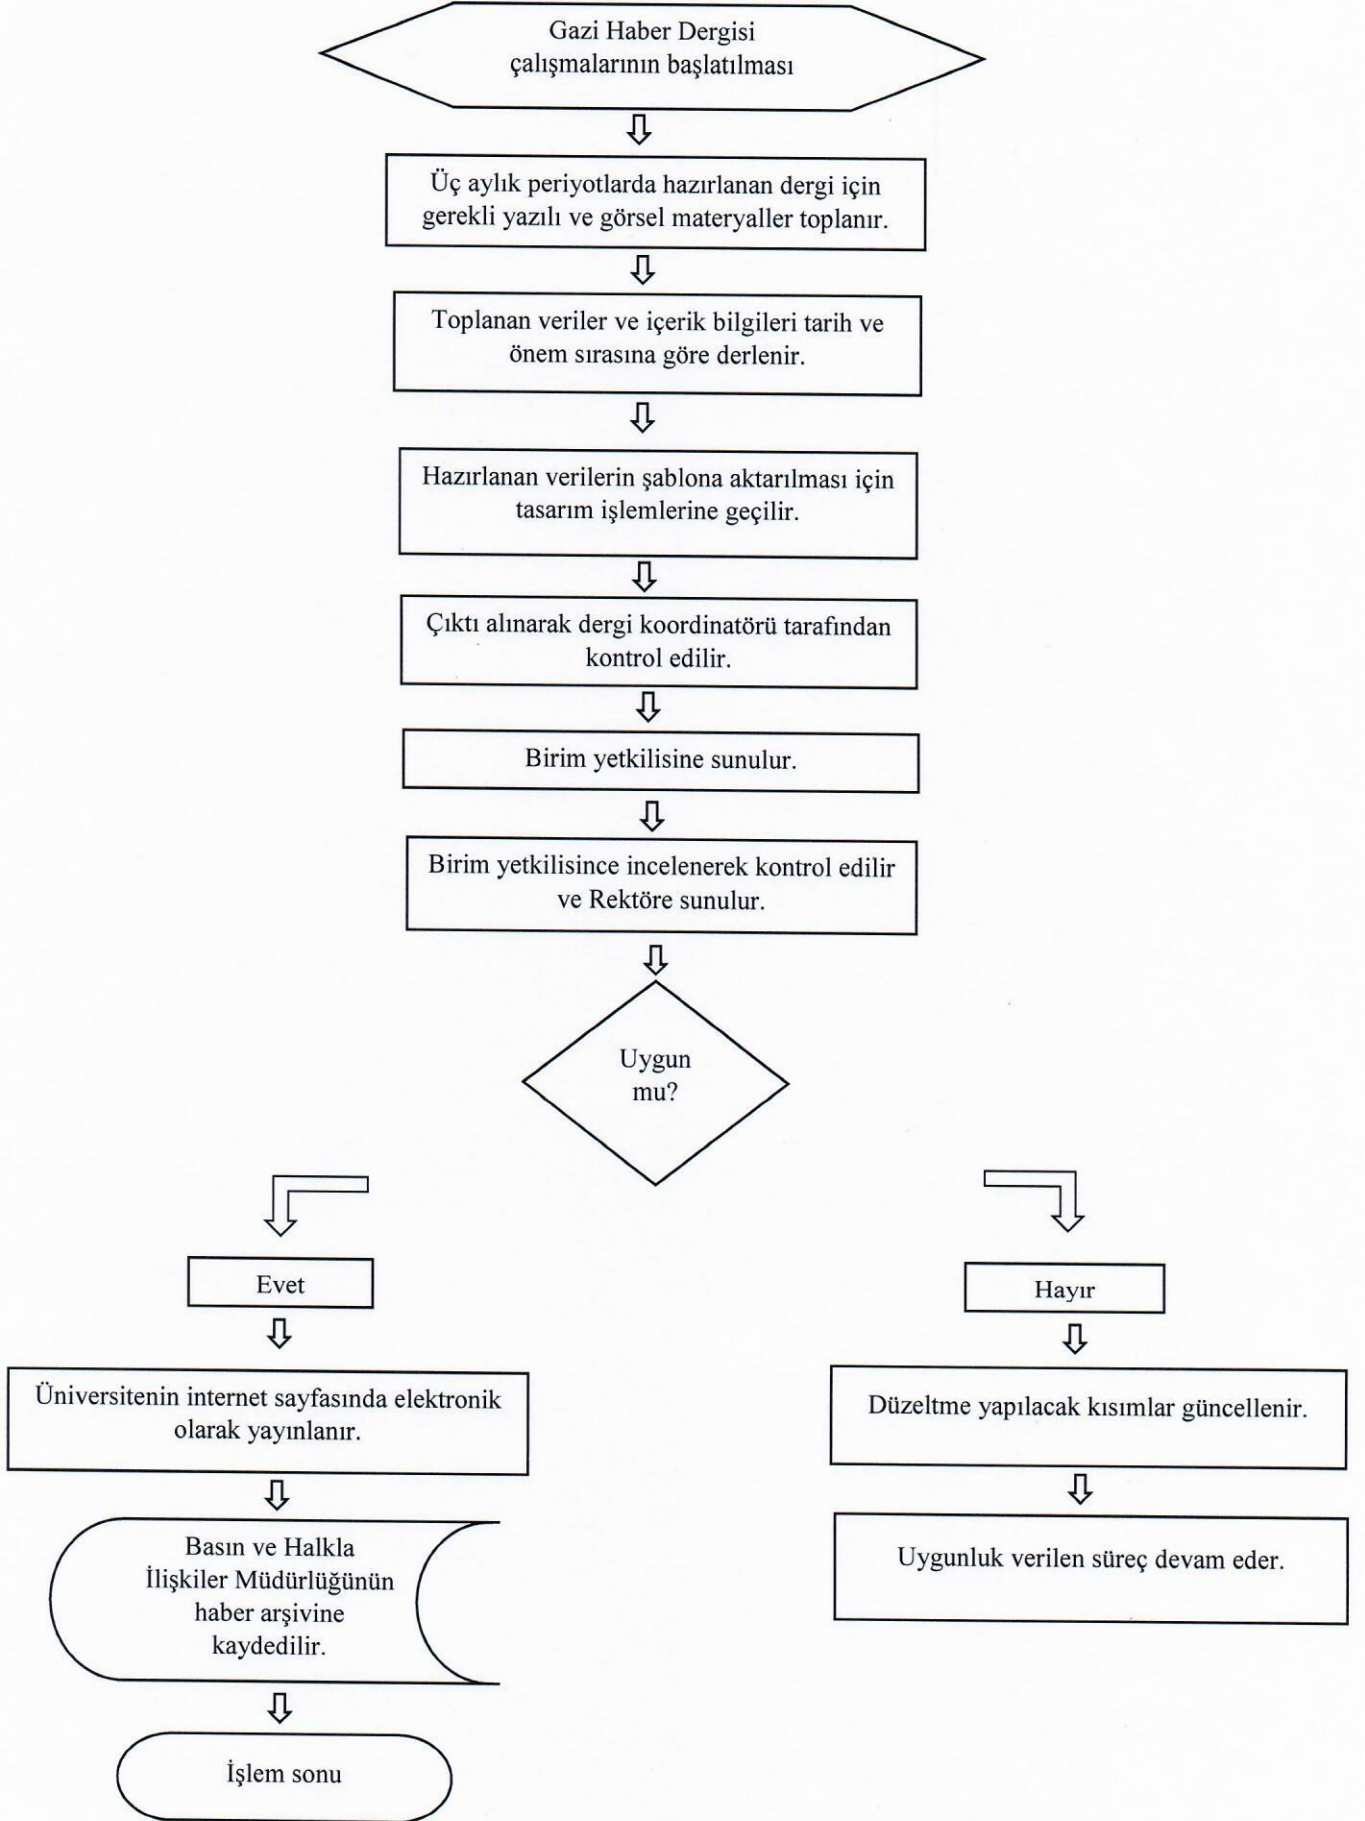 Gazi Haber Dergisi
çalışmalarının başlatılması
Üç aylık periyotlarda hazırlanan dergi için
gerekli yazılı ve görsel materyaller toplanır.
Toplanan veriler ve içerik bilgileri tarih ve
önem sırasına göre derlenir.
Hazırlanan verilerin şablona aktarılması için
tasarım işlemlerine geçilir.
Çıktı alınarak dergi koordinatörü tarafından
kontrol edilir.
Birim yetkilisine sunulur.
Birim yetkilisince incelenerek kontrol edilir
ve Rektöre sunulur.
Uygun
mu?
Evet
Üniversitenin internet sayfasında elektronik
olarak yayınlanır.
Basın ve Halkla
İlişkiler Müdürlüğünün
haber arşivine
kaydedilir.
İşlem sonu
Hayır
Düzeltme yapılacak kısımlar güncellenir.
Uygunluk verilen süreç devam eder.